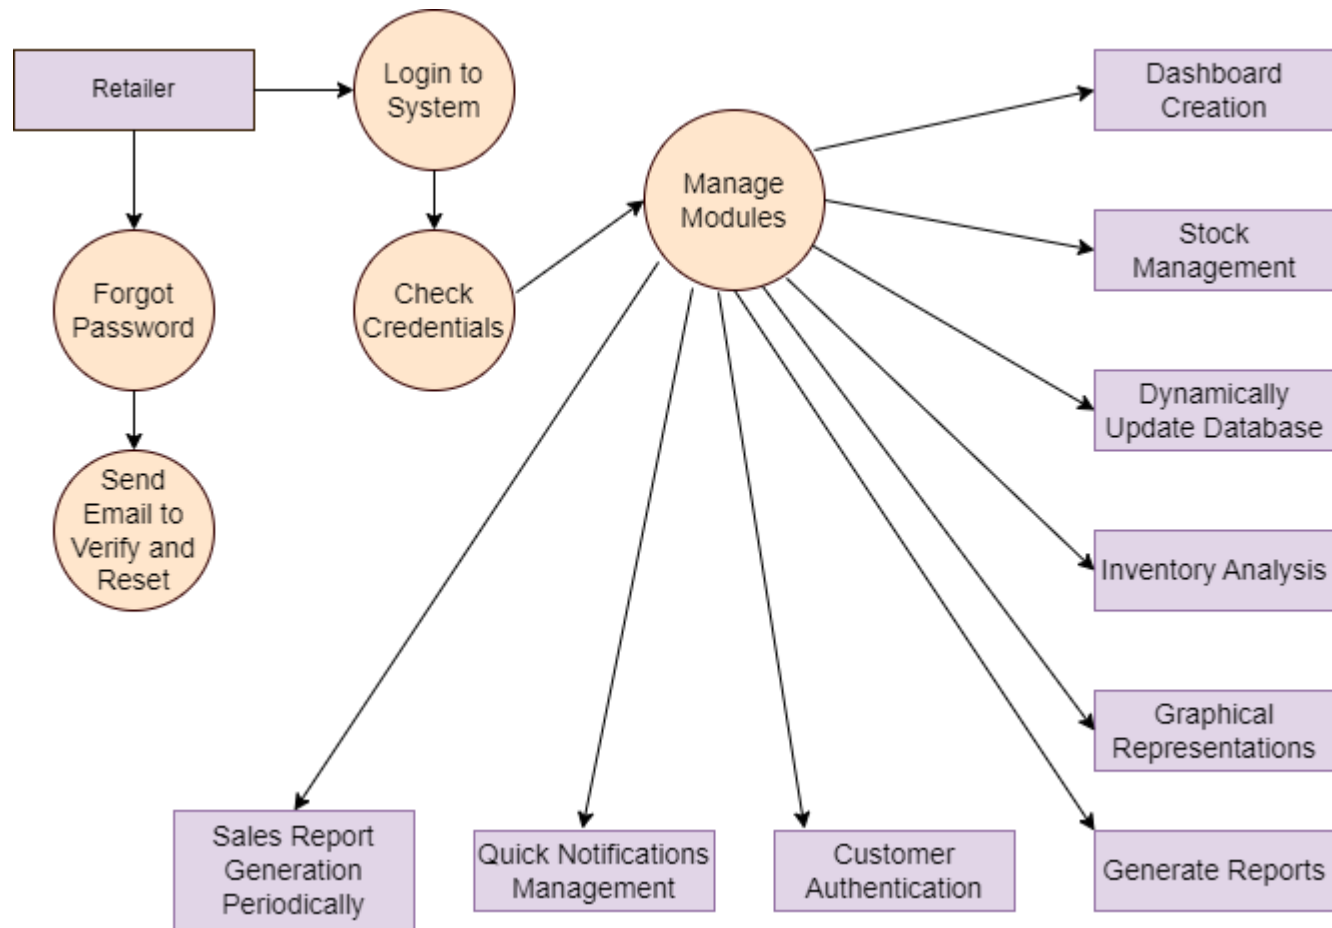 Retailer
Login to
System
Dashboard
Creation
Manage
Modules
Stock
Management
Forgot
Password
Check
Credentials
Dynamically
Update Database
Send
Email to
Verify and
Reset
Inventory Analysis
Graphical
Representations
Sales Report
Generation
Periodically
Quick Notifications
Management
Customer
Authentication
Generate Reports